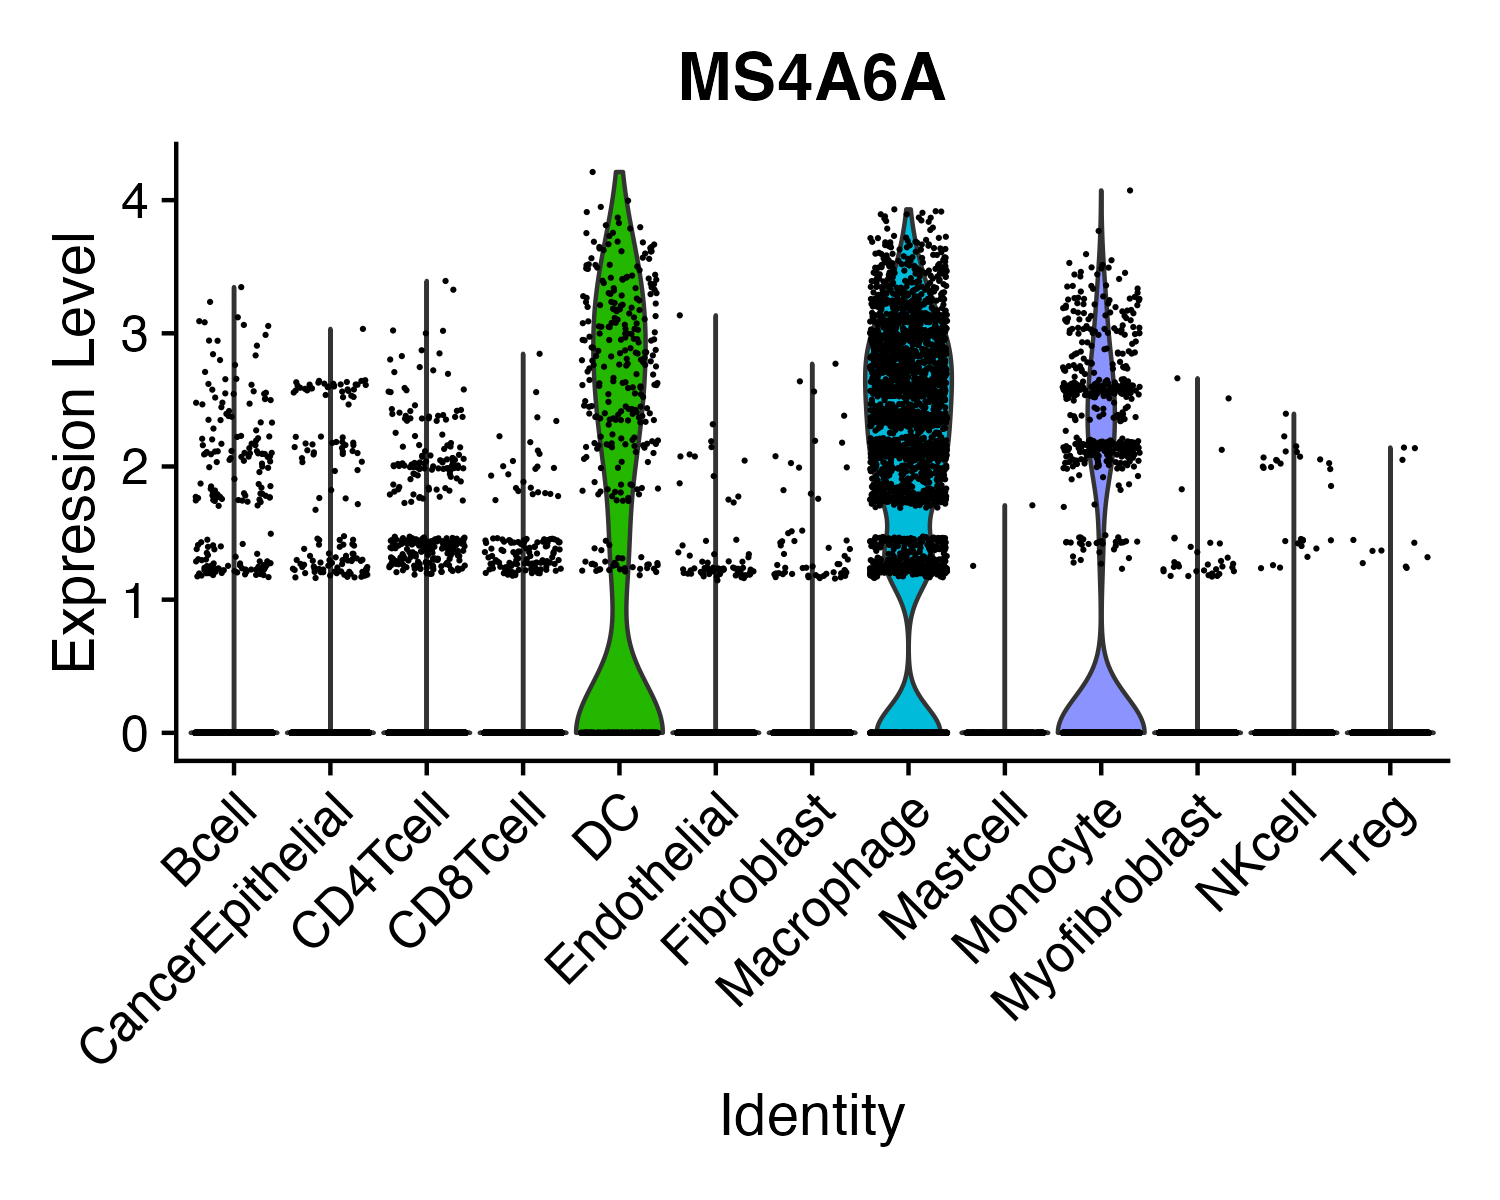 MS4A6A
Expression Level
4
3
2
1
0
Bcell
CancerEpithelial
CD4Tcell
CD8Tcell
DC
Endothelial
Fibroblast
Macrophage
Mastcell
Monocyte
Myofibroblast
NKcell
Treg
Identity